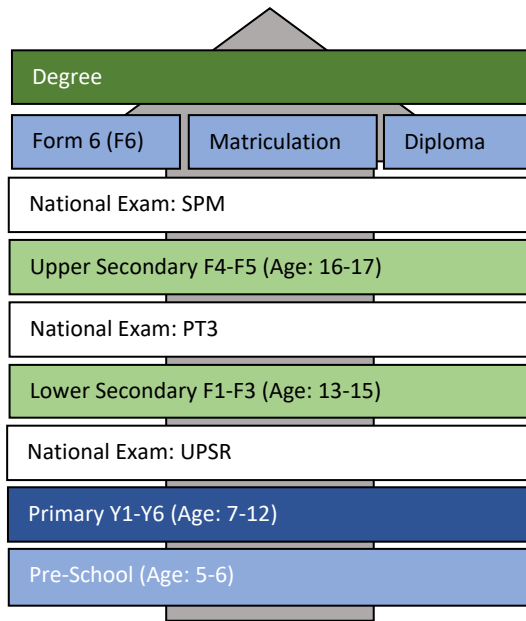 Degree
Form 6 (F6) Matriculation Diploma
National Exam: SPM
Upper Secondary F4-F5 (Age: 16-17)
National Exam: PT3
Lower Secondary F1-F3 (Age: 13-15)
National Exam: UPSR
Primary Y1-Y6 (Age: 7-12)
Pre-School (Age: 5-6)